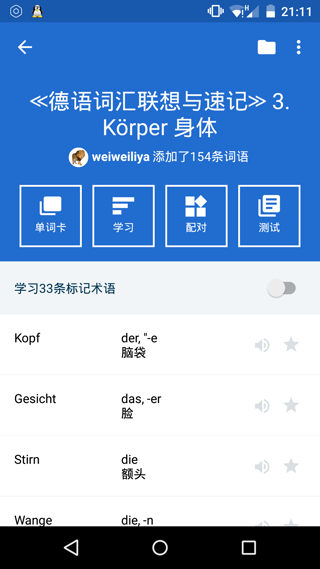 21:11
≪德语词汇联想与速记≫ 3.
Körper 身体
weiweiliya 添加了154条词语
单词卡
学习
配对
测试
学习33条标记术语
Kopf
der, "-e
脑袋
Gesicht
das, -er
脸
Stirn
die
额头
Wange
die, -n